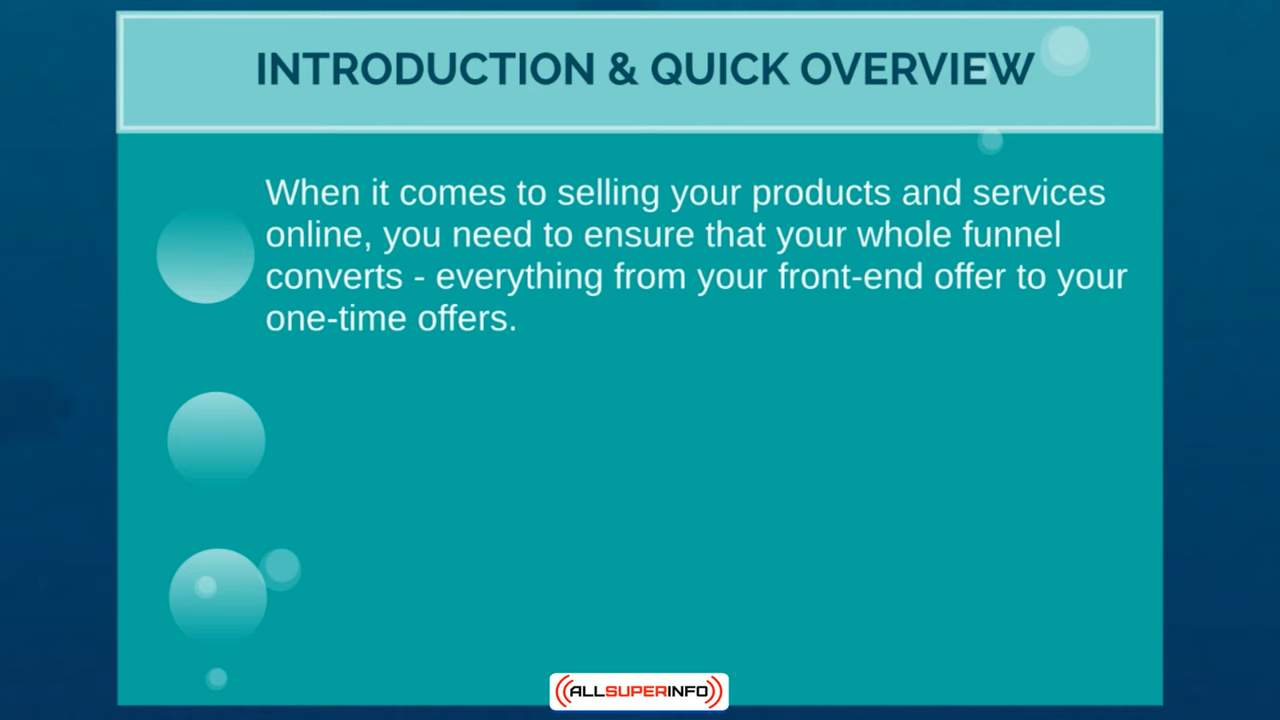 INTRODUCTION & QUICK OVERVIEW
When it comes to selling your products and services
online, you need to ensure that your whole funnel
converts - everything from your front-end offer to your
one-time offers.
ALLSUPERINFO